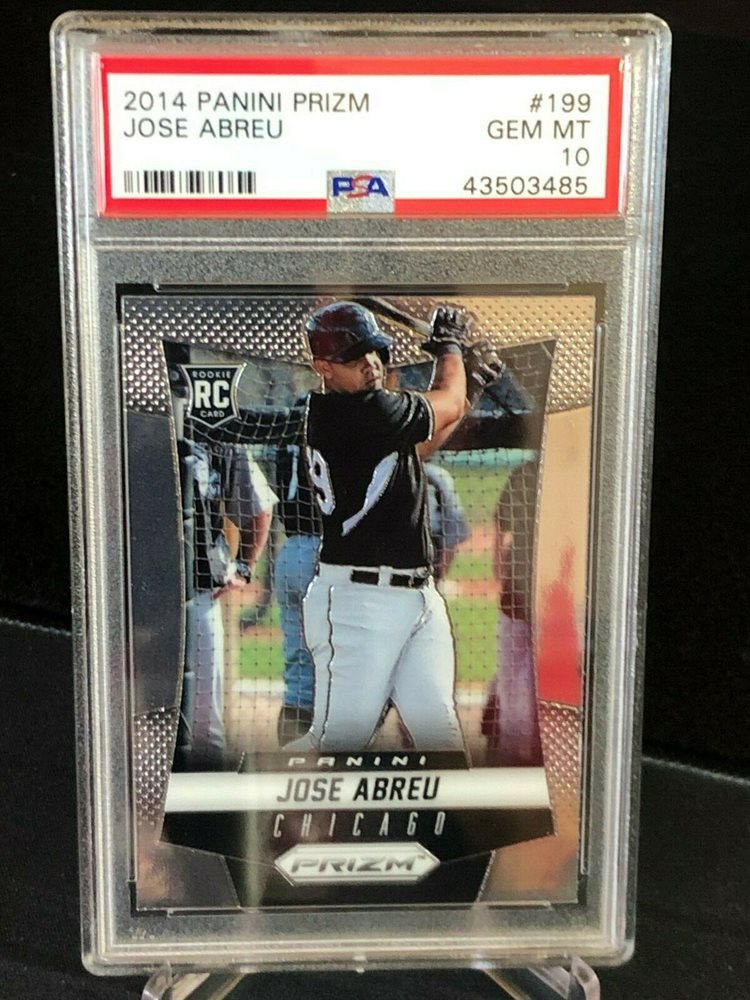 2014 PANINI PRIZM #199
JOSE ABREU GEM MT
10
PSA 43503485
ROOKIE
RC
CARD
9
PANINI
JOSE ABREU
CHICAGO
PRIZM